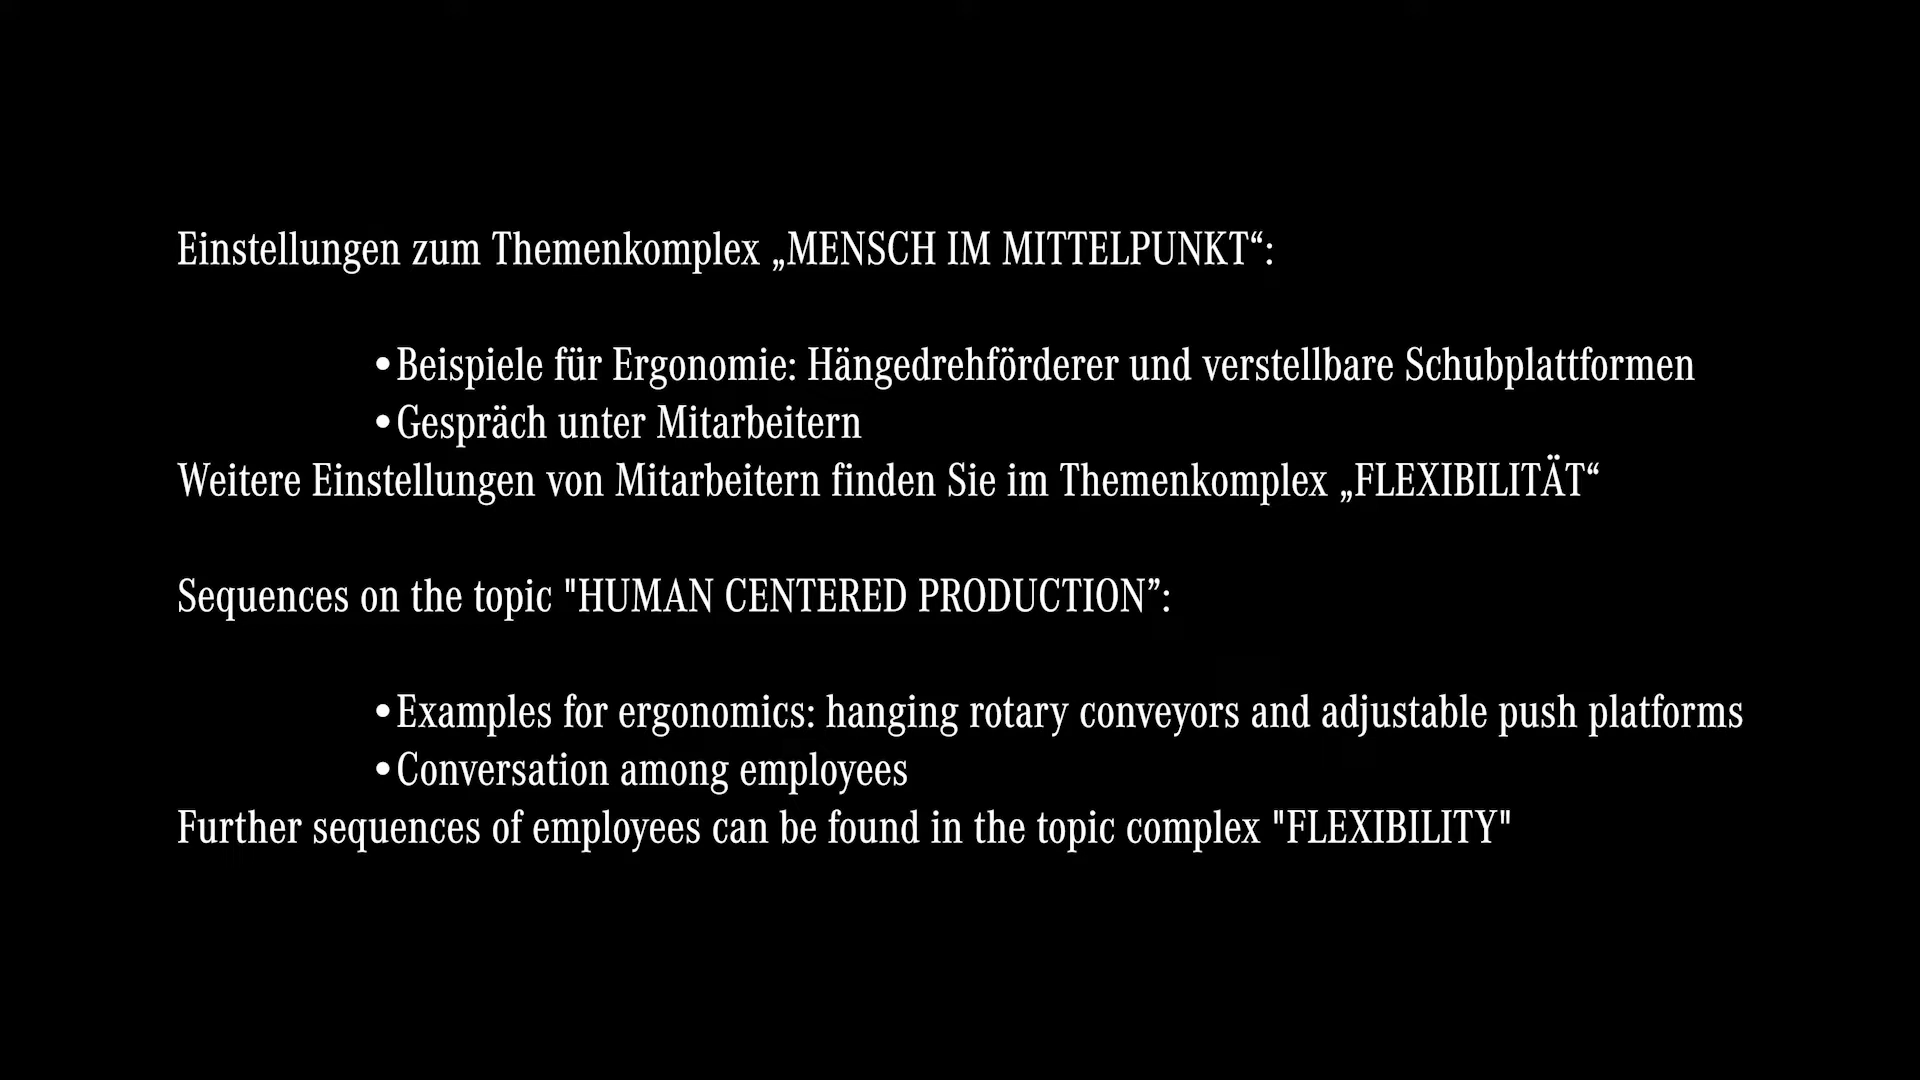 Einstellungen zum Themenkomplex „MENSCH IM MITTELPUNKT“:
•Beispiele für Ergonomie: Hängedrehförderer und verstellbare Schubplattformen
•Gespräch unter Mitarbeitern
Weitere Einstellungen von Mitarbeitern finden Sie im Themenkomplex „FLEXIBILITÄT“
Sequences on the topic "HUMAN CENTERED PRODUCTION”:
•Examples for ergonomics: hanging rotary conveyors and adjustable push platforms
•Conversation among employees
Further sequences of employees can be found in the topic complex "FLEXIBILITY"